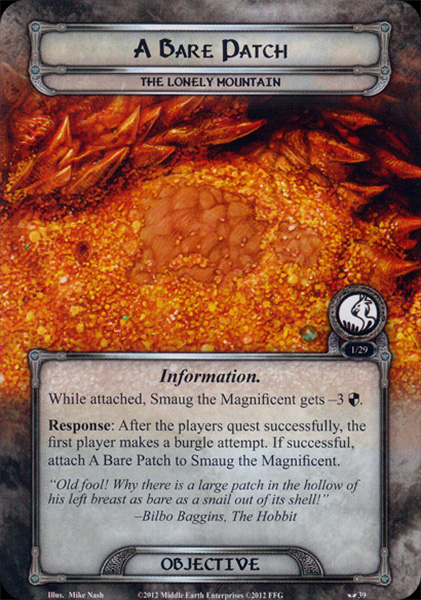 A Bare Patch
The Lonely Mountain
1/29
Information.
While attached, Smaug the Magnificent gets –3 .
Response: After the players quest successfully, the
first player makes a burgle attempt. If successful,
attach A Bare Patch to Smaug the Magnificent.
“Old fool! Why there is a large patch in the hollow of
his left breast as bare as a snail out of its shell!”
–Bilbo Baggins, The Hobbit
Objective
Illus. Mike Nash ©2012 Middle Earth Enterprises ©2012 FFG 39